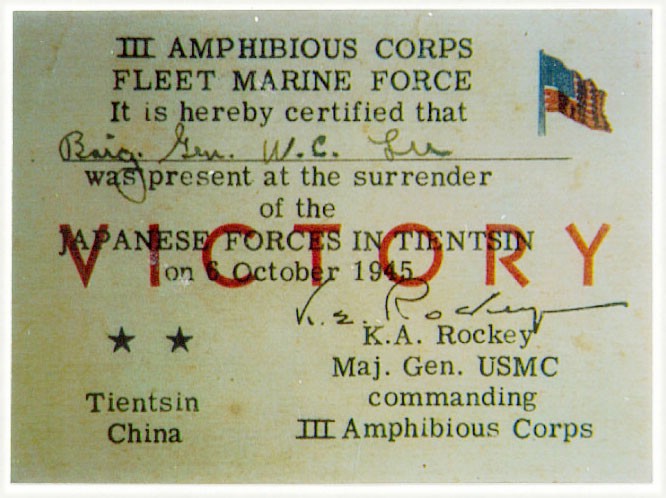 III AMPHIBIOUS CORPS
FLEET MARINE FORCE
It is hereby certified that
Brig. Gen. W.C. Lee
was present at the surrender
of the
JAPANESE FORCES IN TIENTSIN
VICTORY
on 6 October 1945
K.E. Rockey
K.A. Rockey
Maj. Gen. USMC
commanding
III Amphibious Corps
Tientsin
China